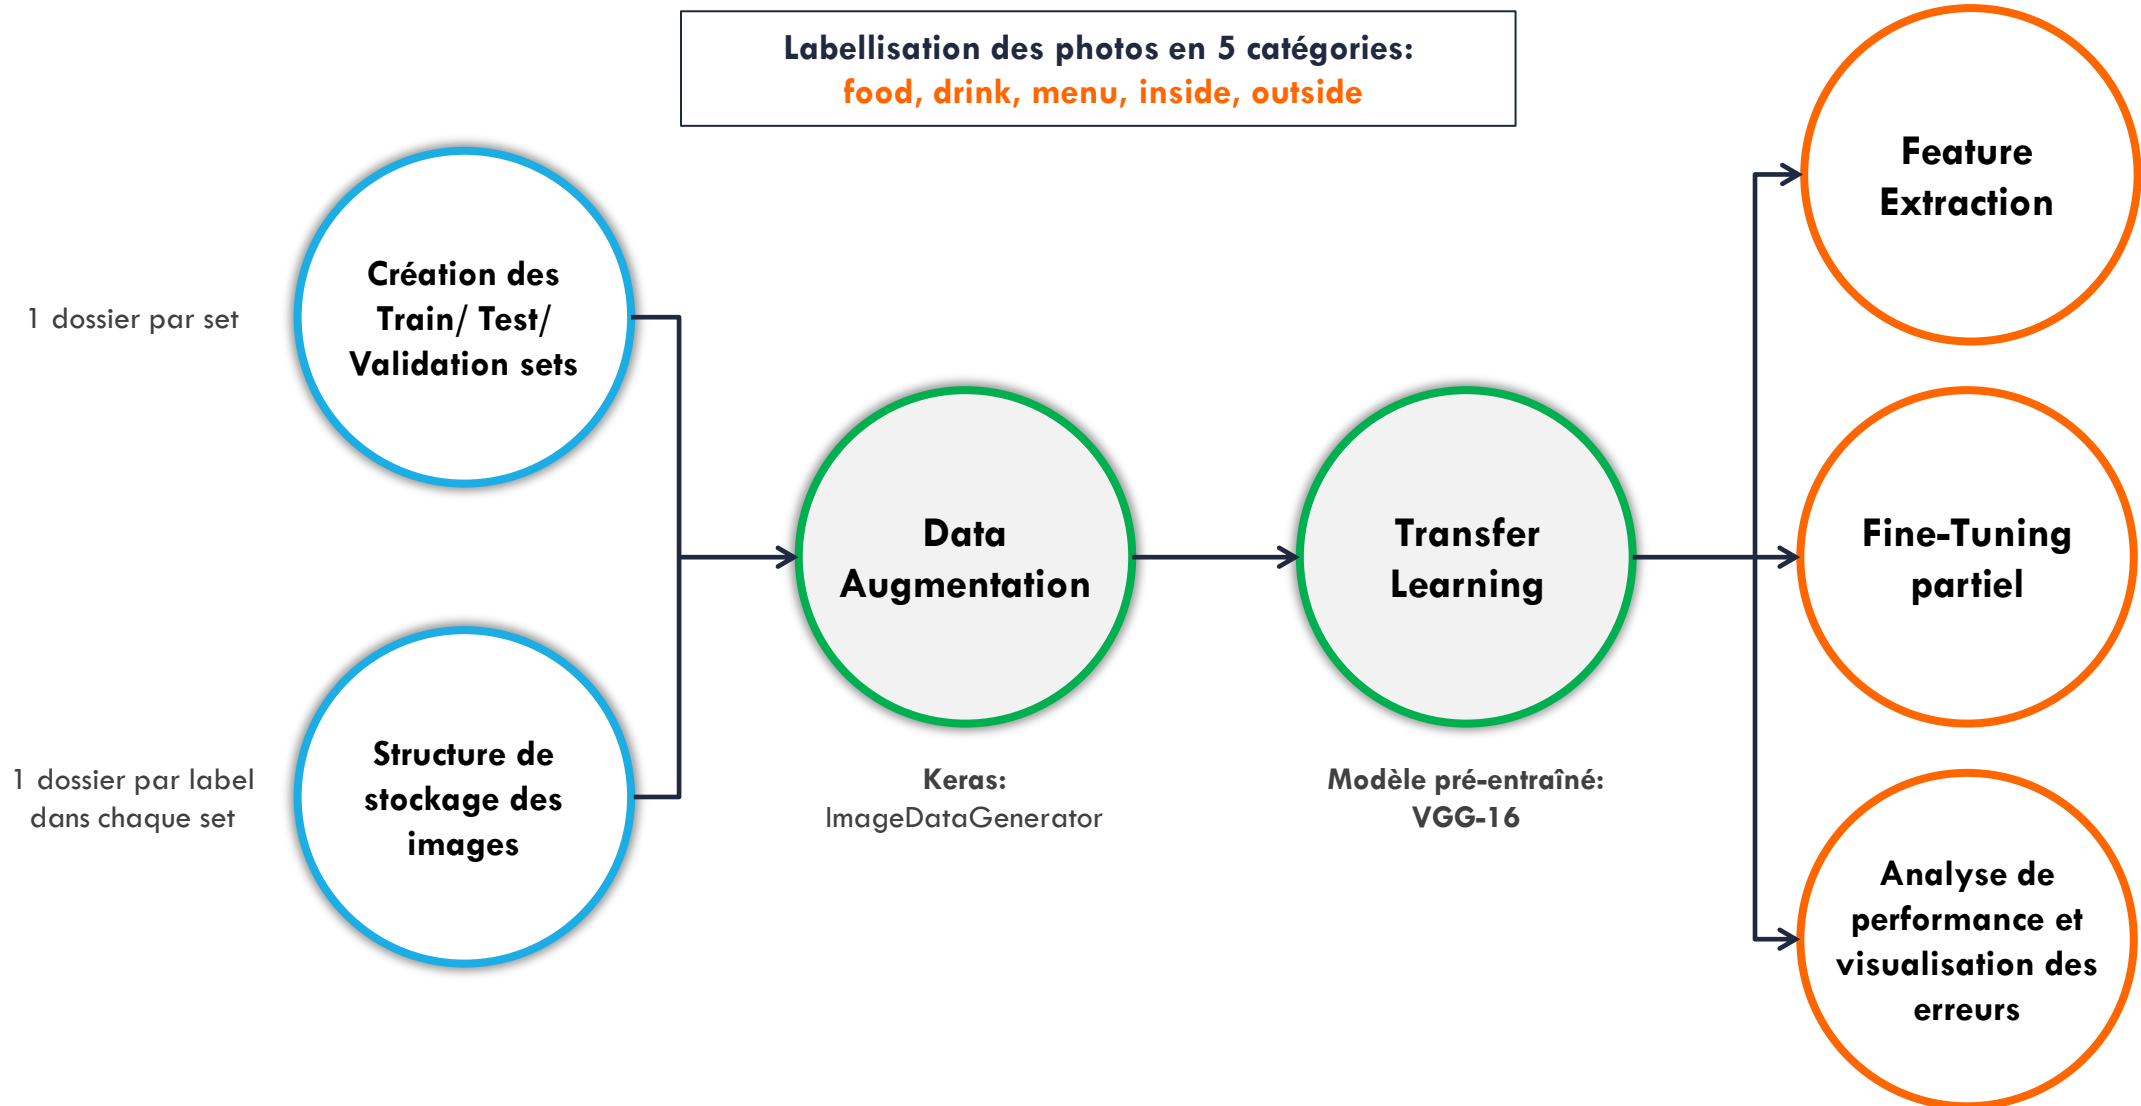 Labellisation des photos en 5 catégories:
food, drink, menu, inside, outside
1 dossier par set
Création des
Train/ Test/
Validation sets
1 dossier par label
dans chaque set
Structure de
stockage des
images
Data
Augmentation
Keras:
ImageDataGenerator
Transfer
Learning
Modèle pré-entraîné:
VGG-16
Feature
Extraction
Fine-Tuning
partiel
Analyse de
performance et
visualisation des
erreurs